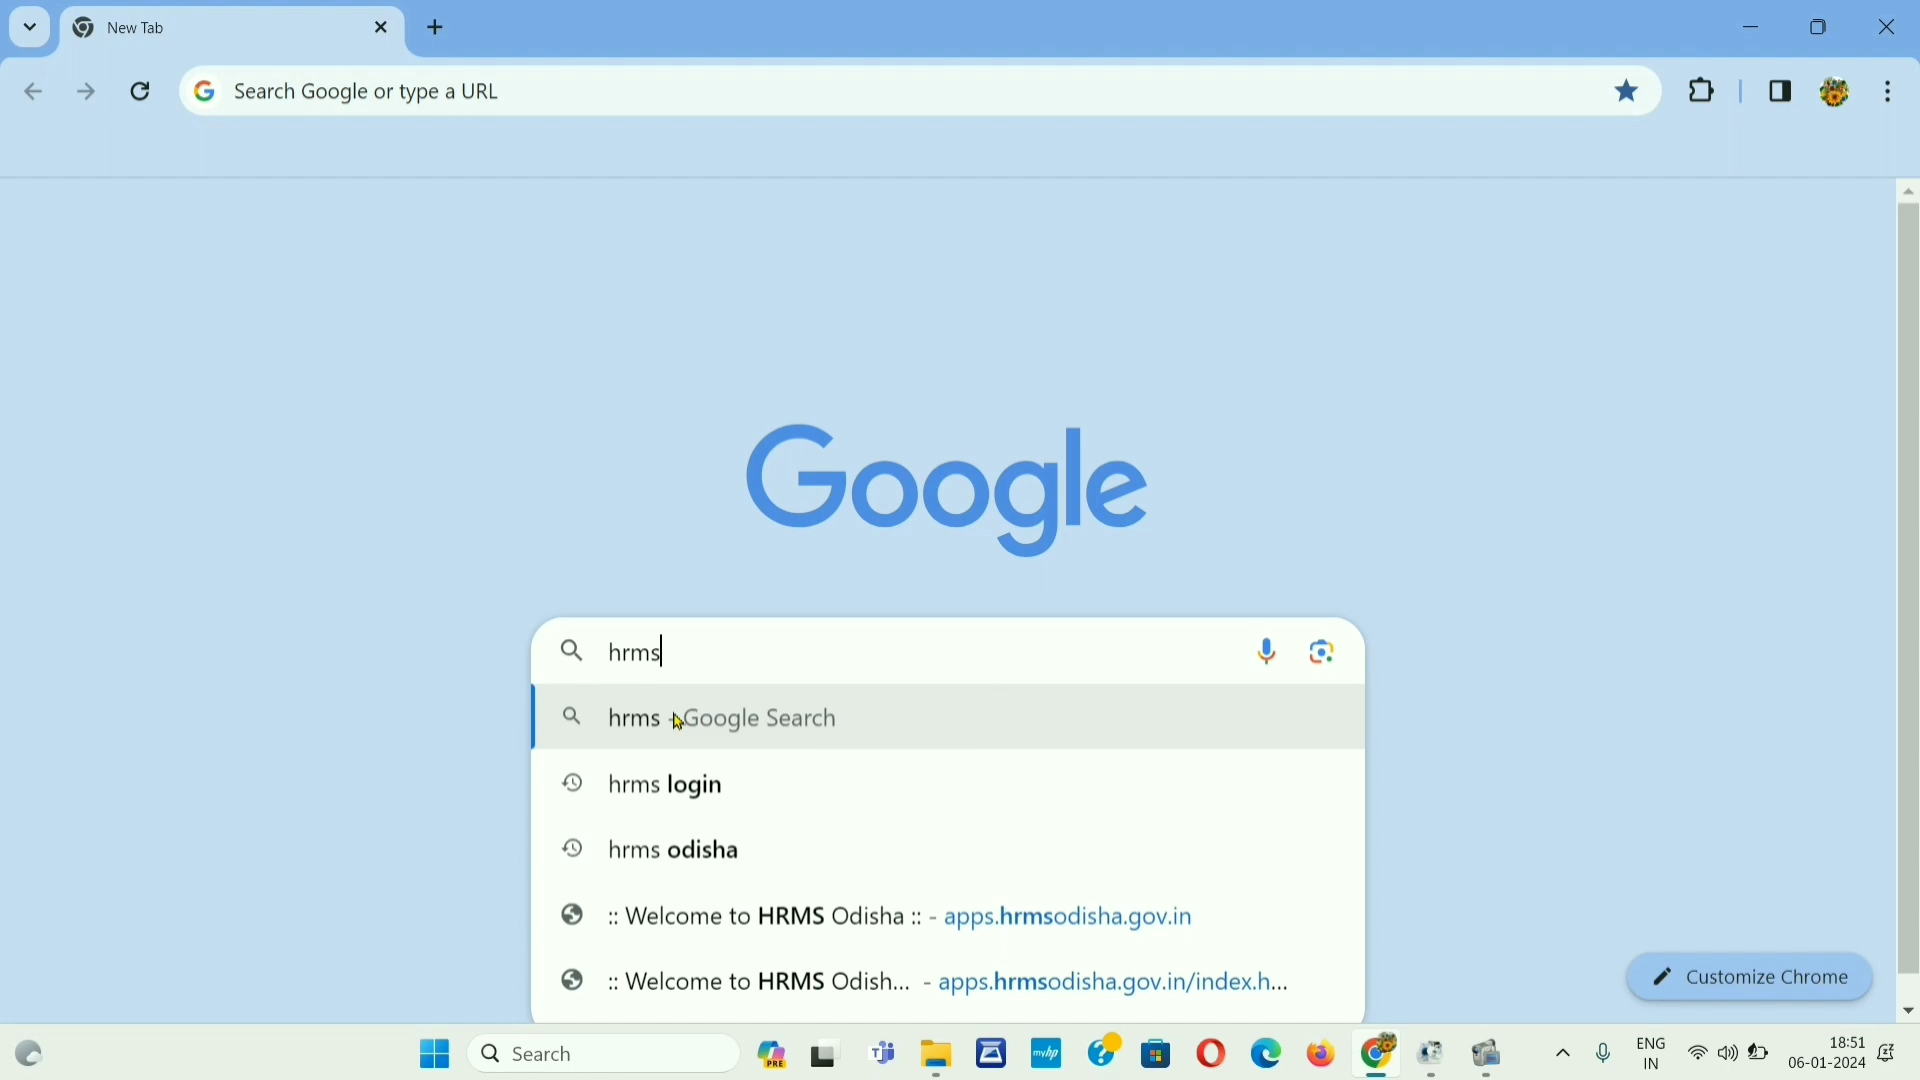 New Tab
Search Google or type a URL
Google
hrms
hrms - Google Search
hrms login
hrms odisha
:: Welcome to HRMS Odisha :: - apps.hrmsodisha.gov.in
:: Welcome to HRMS Odish... - apps.hrmsodisha.gov.in/index.h...
Customize Chrome
Search
PRE
myhp
ENG
IN
18:51
06-01-2024